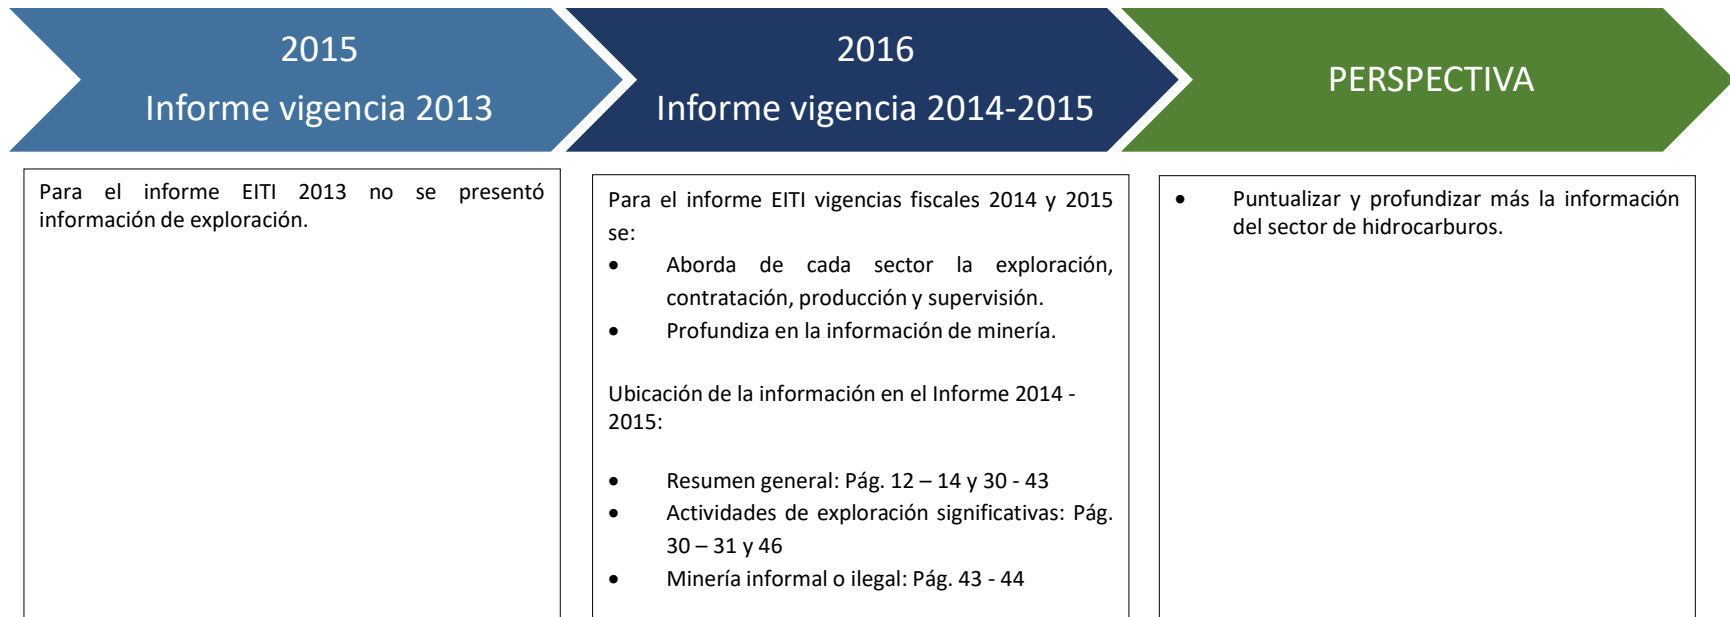 2015
Informe vigencia 2013
2016
Informe vigencia 2014-2015
PERSPECTIVA
Para el informe EITI 2013 no se presentó
información de exploración.
Para el informe EITI vigencias fiscales 2014 y 2015
se:
• Aborda de cada sector la exploración,
contratación, producción y supervisión.
• Profundiza en la información de minería.
Ubicación de la información en el Informe 2014 -
2015:
• Resumen general: Pág. 12 – 14 y 30 - 43
• Actividades de exploración significativas: Pág.
30 – 31 y 46
• Minería informal o ilegal: Pág. 43 - 44
• Puntualizar y profundizar más la información
del sector de hidrocarburos.